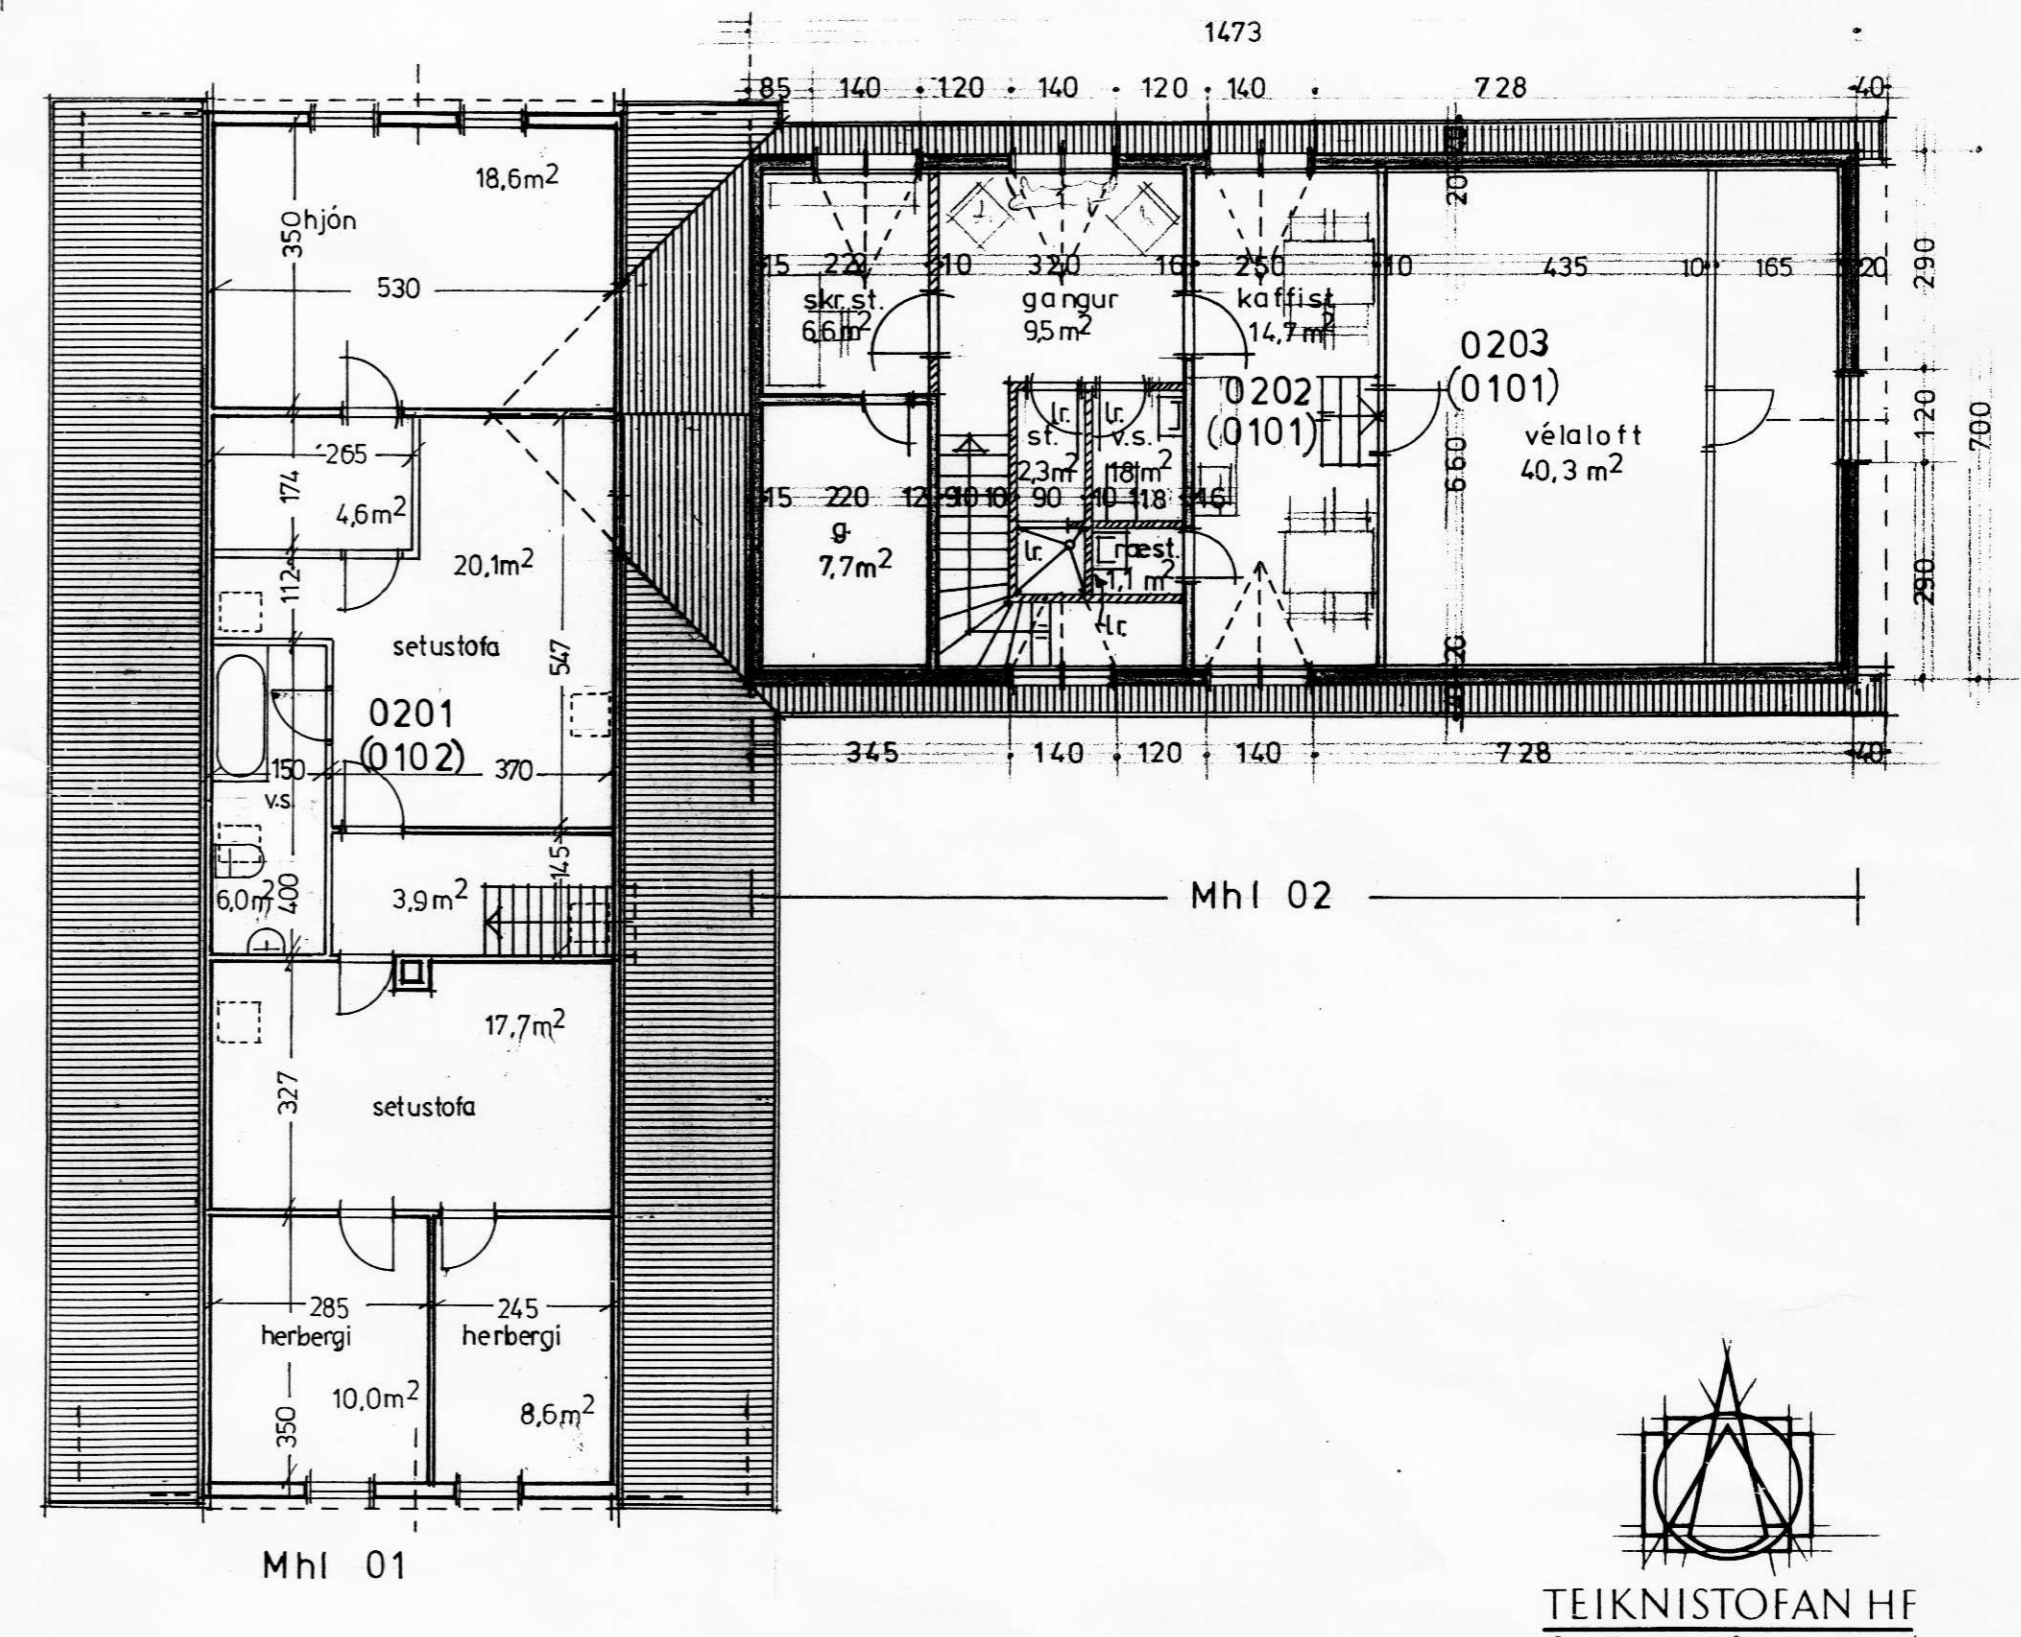 1473
85 140 120 140 120 140 728 40
18,6m²
350
hjón
530
20
15 222 10 320 16 250 10 435 10 165 20
290
skr.st.
6,6m²
gangur
9,5m²
kaffist.
14,7m²
0203
(0101)
0202
(0101)
vélaloft
40,3 m²
660
120
700
290
265
174
4,6m²
112
20,1m²
setustofa
547
lr.
st.
2,3m²
lr.
v.s.
1,8m²
15 220 12 90 10 10 90 10 118 16
g.
7,7m²
lr.
ræst.
1,1 m²
lr.
20
0201
(0102)
150 370
v.s.
345 140 120 140 728 40
6,0m²
400
3,9m²
145
Mhl 02
17,7m²
327
setustofa
285 245
herbergi herbergi
10,0m²
8,6m²
350
Mhl 01
TEIKNISTOFAN HF